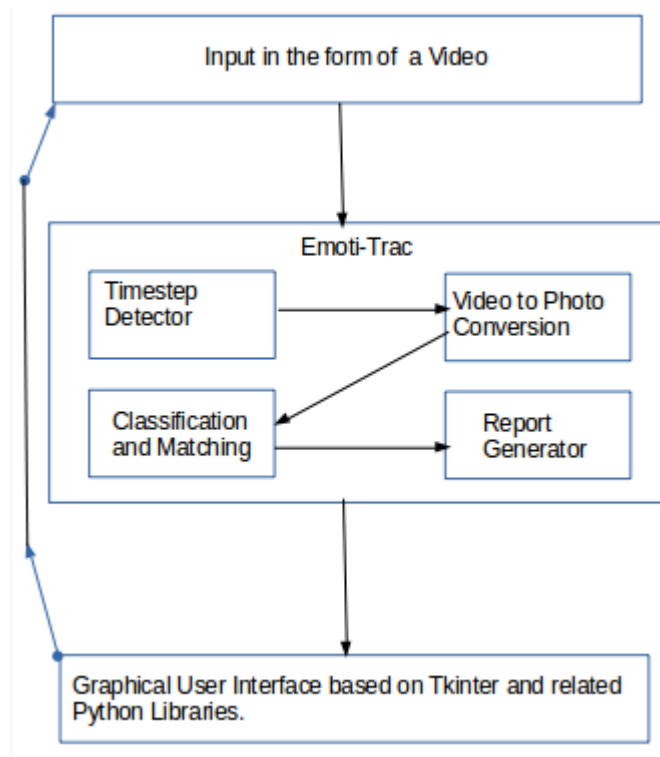 Input in the form of a Video
Emoti-Trac
Timestep
Detector
Video to Photo
Conversion
Classification
and Matching
Report
Generator
Graphical User Interface based on Tkinter and related
Python Libraries.